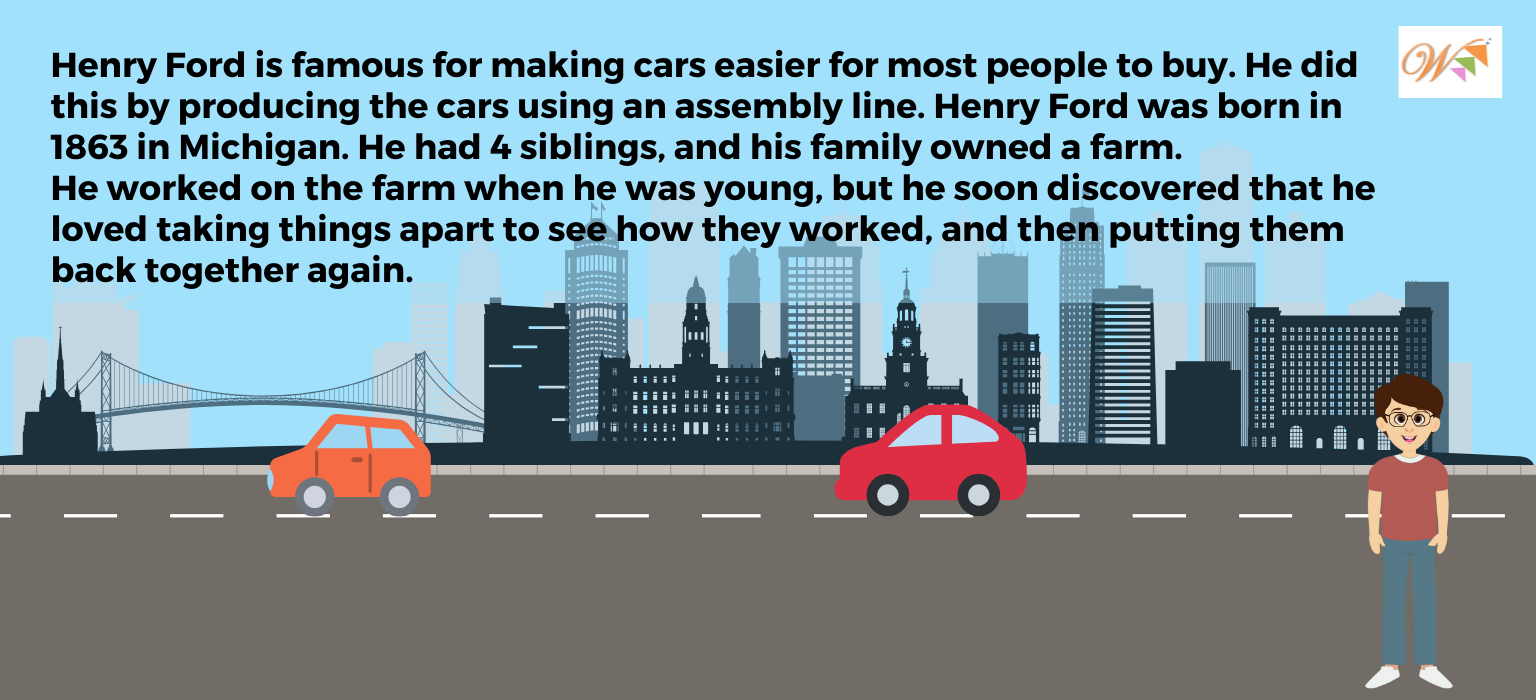 Henry Ford is famous for making cars easier for most people to buy. He did
this by producing the cars using an assembly line. Henry Ford was born in
1863 in Michigan. He had 4 siblings, and his family owned a farm.
He worked on the farm when he was young, but he soon discovered that he
loved taking things apart to see how they worked, and then putting them
back together again.
W